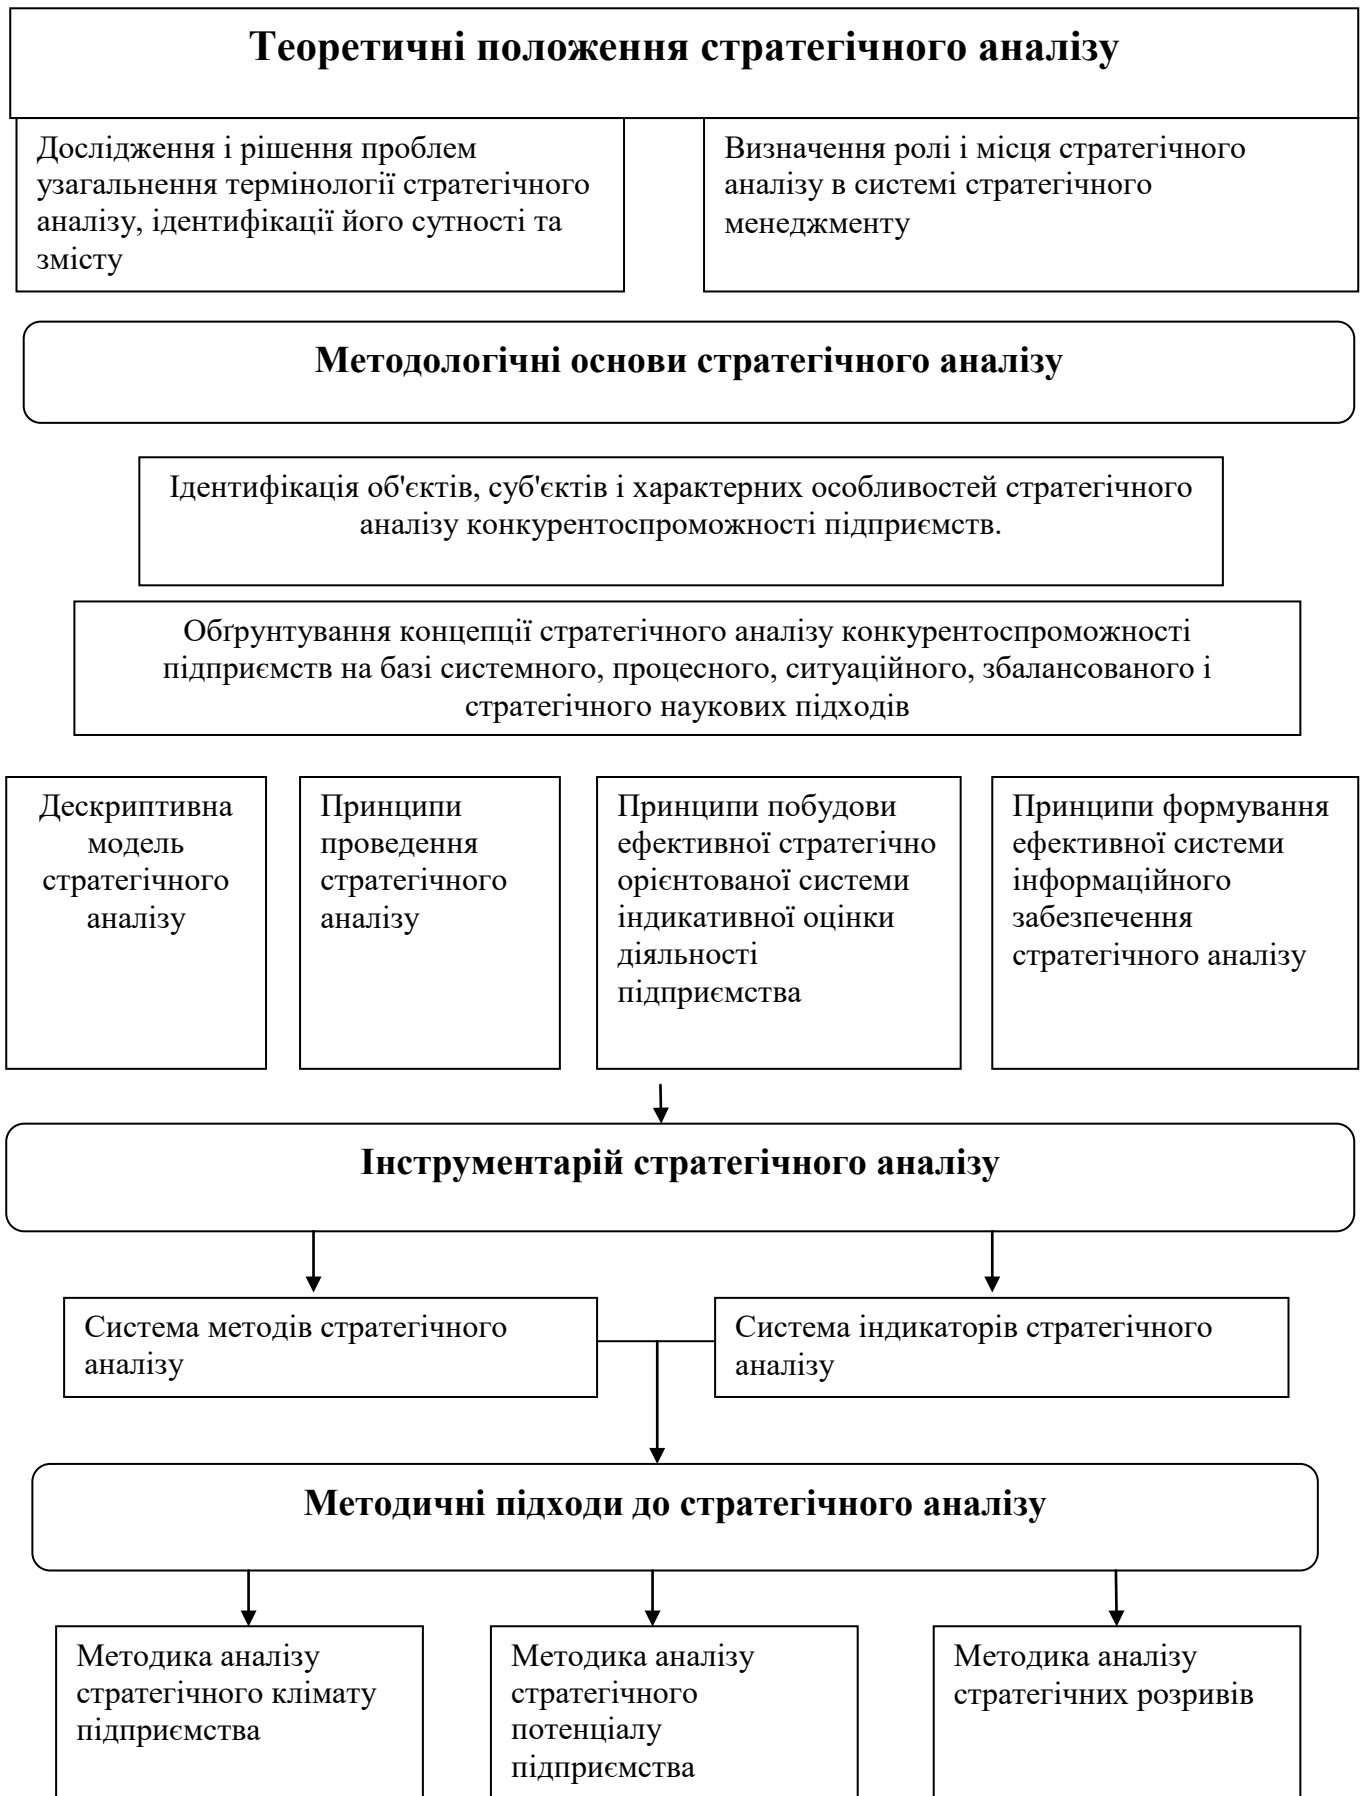 Теоретичні положення стратегічного аналізу
Дослідження і рішення проблем
узагальнення термінології стратегічного
аналізу, ідентифікації його сутності та
змісту
Визначення ролі і місця стратегічного
аналізу в системі стратегічного
менеджменту
Методологічні основи стратегічного аналізу
Ідентифікація об'єктів, суб'єктів і характерних особливостей стратегічного
аналізу конкурентоспроможності підприємств.
Обґрунтування концепції стратегічного аналізу конкурентоспроможності
підприємств на базі системного, процесного, ситуаційного, збалансованого і
стратегічного наукових підходів
Дескриптивна
модель
стратегічного
аналізу
Принципи
проведення
стратегічного
аналізу
Принципи побудови
ефективної стратегічно
орієнтованої системи
індикативної оцінки
діяльності
підприємства
Принципи формування
ефективної системи
інформаційного
забезпечення
стратегічного аналізу
Інструментарій стратегічного аналізу
Система методів стратегічного
аналізу
Система індикаторів стратегічного
аналізу
Методичні підходи до стратегічного аналізу
Методика аналізу
стратегічного клімату
підприємства
Методика аналізу
стратегічного
потенціалу
підприємства
Методика аналізу
стратегічних розривів